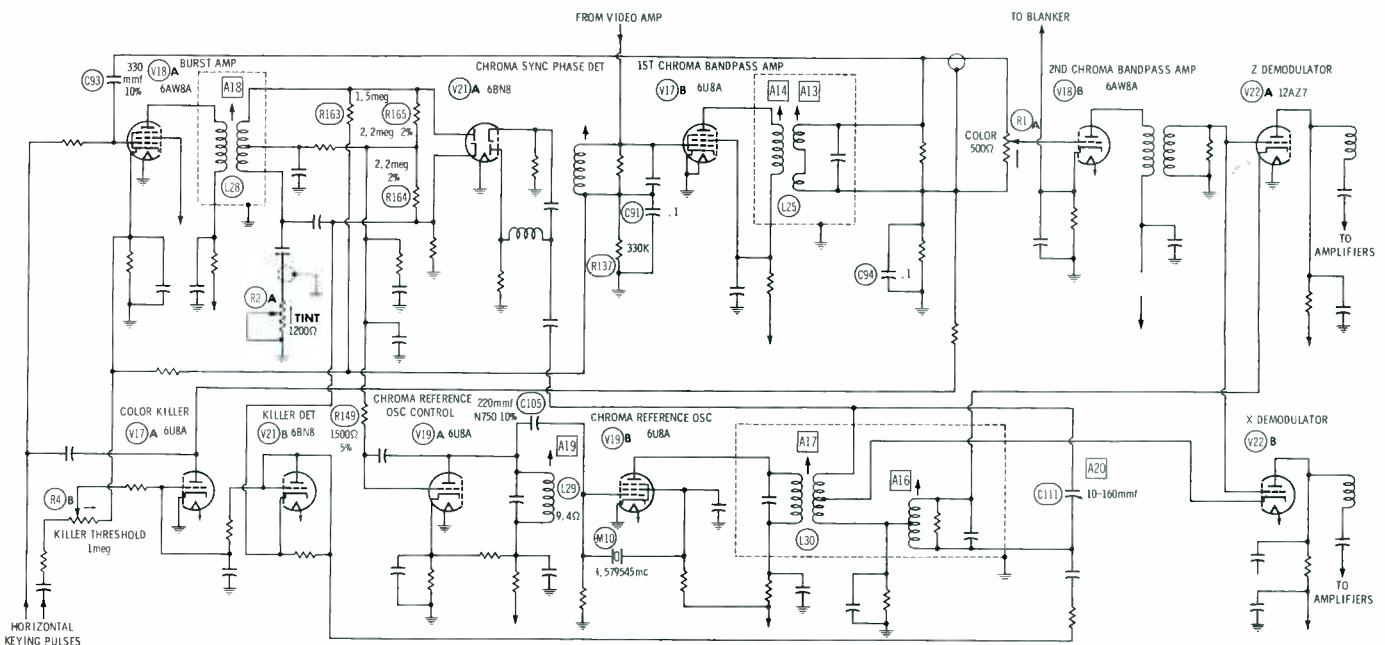 FROM VIDEO AMP
TO BLANKER
C93
330
mmf
10%
V18 A
6AW8A
BURST AMP
A18
L28
CHROMA SYNC PHASE DET
V21 A 6BN8
1.5meg
R163
R165
2.2meg 2%
2.2meg
2%
R164
R2 A
TINT
1200Ω
1ST CHROMA BANDPASS AMP
V17 B 6U8A
C91 .1
330K
R137
A14
A13
L25
C94 .1
COLOR
500Ω
R1 A
2ND CHROMA BANDPASS AMP
V18 B 6AW8A
Z DEMODULATOR
V22 A 12AZ7
TO
AMPLIFIERS
COLOR KILLER
V17 A 6U8A
KILLER DET
V21 B 6BN8
R149
1500Ω
5%
CHROMA REFERENCE
OSC CONTROL
V19 A 6U8A
220mmf
N750 10%
C105
A19
L29
9.4Ω
CHROMA REFERENCE OSC
V19 B 6U8A
M10
3.579545mc
A17
L30
A16
A20
C111
10-160mmf
X DEMODULATOR
V22 B
TO
AMPLIFIERS
R4 B
KILLER THRESHOLD
1meg
HORIZONTAL
KEYING PULSES